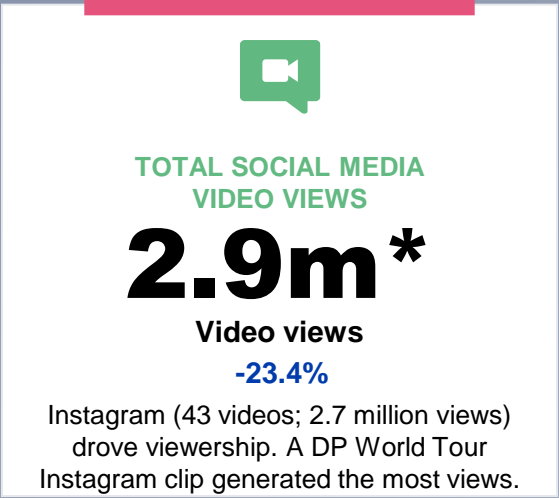 TOTAL SOCIAL MEDIA
VIDEO VIEWS
2.9m*
Video views
-23.4%
Instagram (43 videos; 2.7 million views)
drove viewership. A DP World Tour
Instagram clip generated the most views.